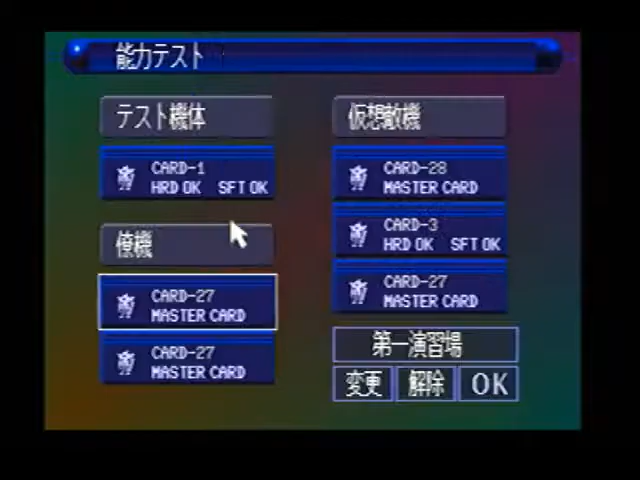 能力テスト
テスト機体
CARD-1
HRD OK SFT OK
僚機
CARD-27
MASTER CARD
CARD-27
MASTER CARD
仮想敵機
CARD-28
MASTER CARD
CARD-3
HRD OK SFT OK
CARD-27
MASTER CARD
第一演習場
変更 解除 OK